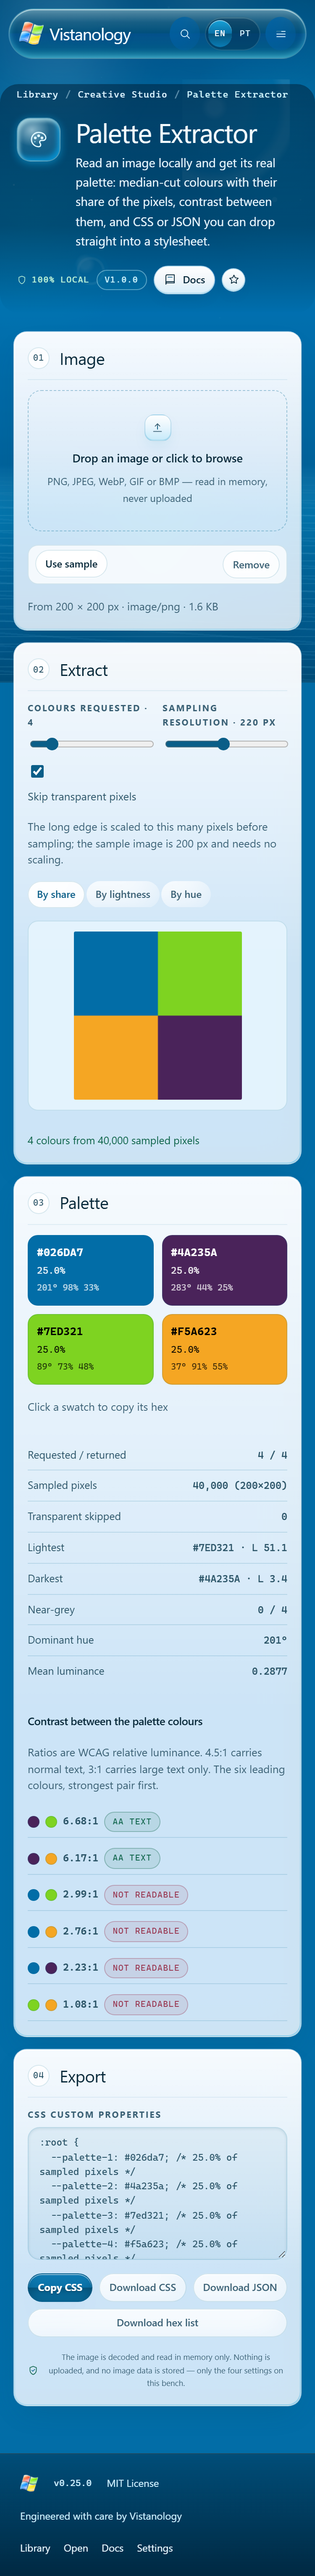 Vistanology
EN PT
Library / Creative Studio / Palette Extractor
Palette Extractor
Read an image locally and get its real
palette: median-cut colours with their
share of the pixels, contrast between
them, and CSS or JSON you can drop
straight into a stylesheet.
100% LOCAL V1.0.0 Docs
01 Image
Drop an image or click to browse
PNG, JPEG, WebP, GIF or BMP — read in memory,
never uploaded
Use sample Remove
From 200 × 200 px · image/png · 1.6 KB
02 Extract
COLOURS REQUESTED ·
4
SAMPLING
RESOLUTION · 220 PX
Skip transparent pixels
The long edge is scaled to this many pixels before
sampling; the sample image is 200 px and needs no
scaling.
By share By lightness By hue
4 colours from 40,000 sampled pixels
03 Palette
#026DA7
25.0%
201° 98% 33%
#4A235A
25.0%
283° 44% 25%
#7ED321
25.0%
89° 73% 48%
#F5A623
25.0%
37° 91% 55%
Click a swatch to copy its hex
Requested / returned 4 / 4
Sampled pixels 40,000 (200×200)
Transparent skipped 0
Lightest #7ED321 · L 51.1
Darkest #4A235A · L 3.4
Near-grey 0 / 4
Dominant hue 201°
Mean luminance 0.2877
Contrast between the palette colours
Ratios are WCAG relative luminance. 4.5:1 carries
normal text, 3:1 carries large text only. The six leading
colours, strongest pair first.
6.68:1 AA TEXT
6.17:1 AA TEXT
2.99:1 NOT READABLE
2.76:1 NOT READABLE
2.23:1 NOT READABLE
1.08:1 NOT READABLE
04 Export
CSS CUSTOM PROPERTIES
:root {
--palette-1: #026da7; /* 25.0% of
sampled pixels */
--palette-2: #4a235a; /* 25.0% of
sampled pixels */
--palette-3: #7ed321; /* 25.0% of
sampled pixels */
--palette-4: #f5a623; /* 25.0% of
sampled pixels */
Copy CSS Download CSS Download JSON
Download hex list
The image is decoded and read in memory only. Nothing is
uploaded, and no image data is stored — only the four settings on
this bench.
v0.25.0 MIT License
Engineered with care by Vistanology
Library Open Docs Settings